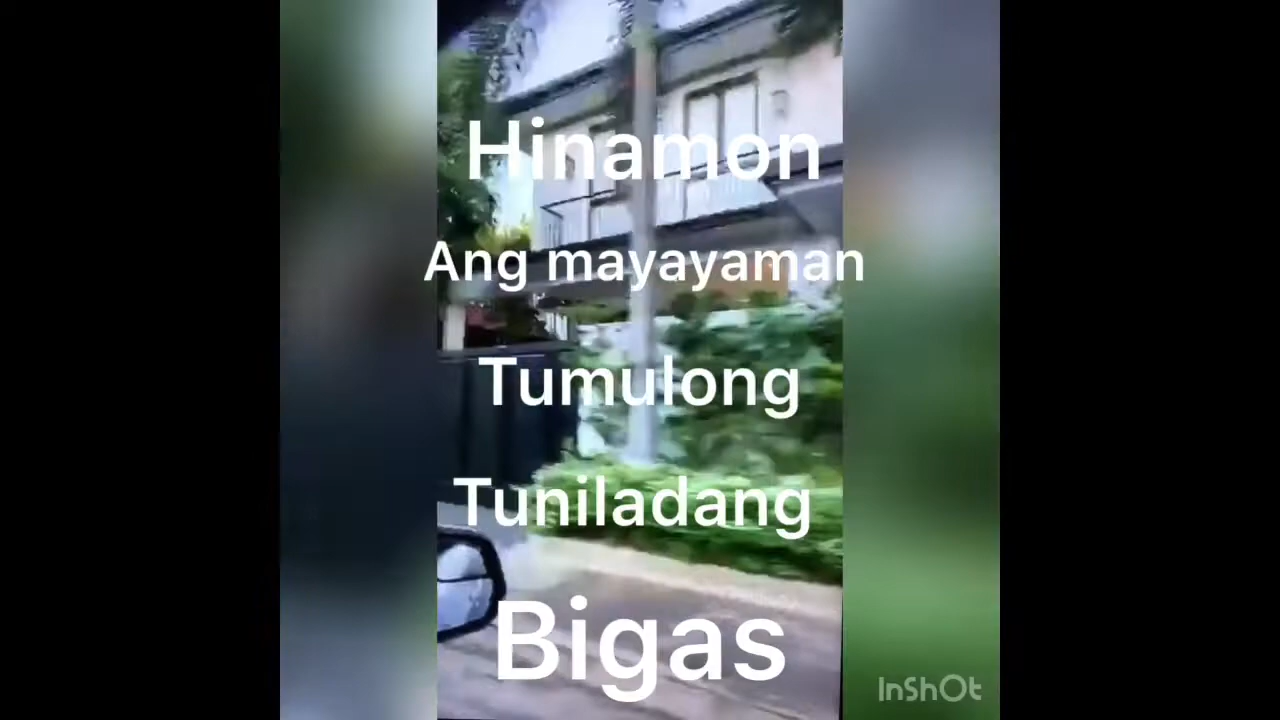 Hinamon
Ang mayayaman
Tumulong
Tuniladang
Bigas
InShOt